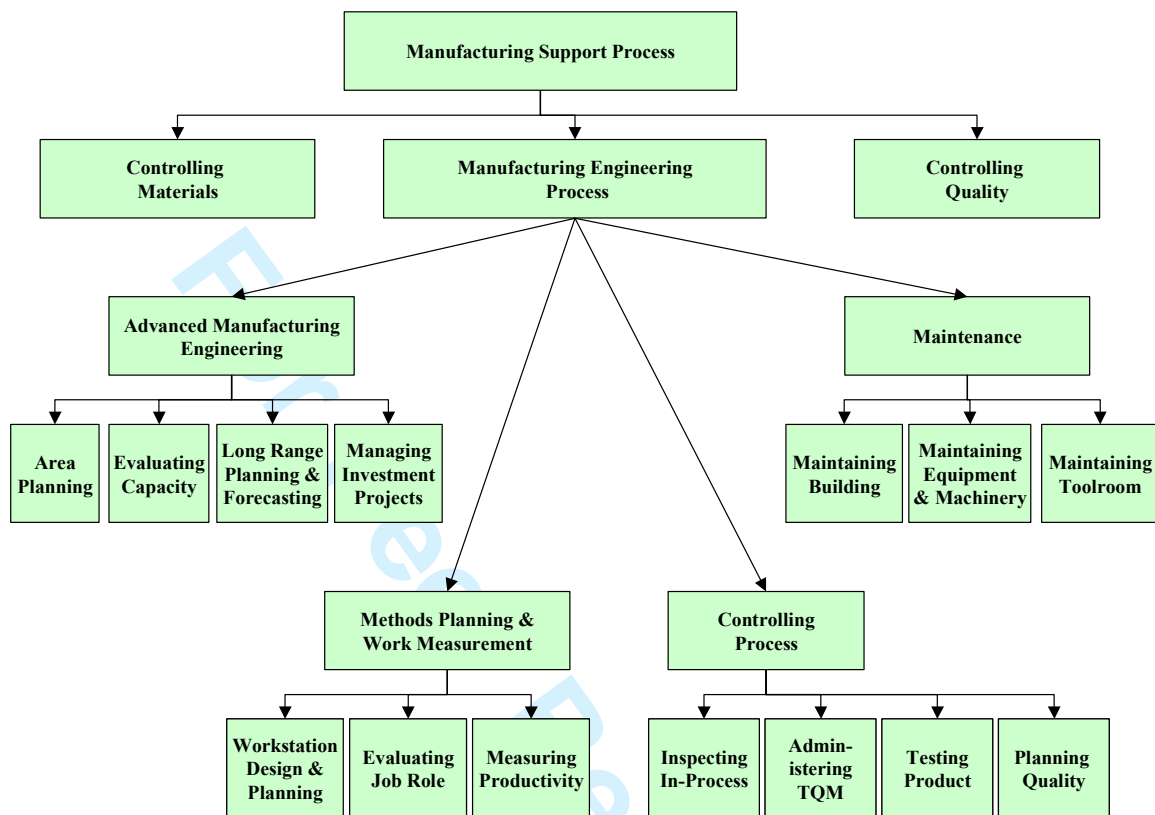 Manufacturing Support Process
Controlling
Materials
Manufacturing Engineering
Process
Controlling
Quality
Advanced Manufacturing
Engineering
Maintenance
Area
Planning
Evaluating
Capacity
Long Range
Planning &
Forecasting
Managing
Investment
Projects
Maintaining
Building
Maintaining
Equipment
& Machinery
Maintaining
Toolroom
Methods Planning &
Work Measurement
Controlling
Process
Workstation
Design &
Planning
Evaluating
Job Role
Measuring
Productivity
Inspecting
In-Process
Admin-
istering
TQM
Testing
Product
Planning
Quality